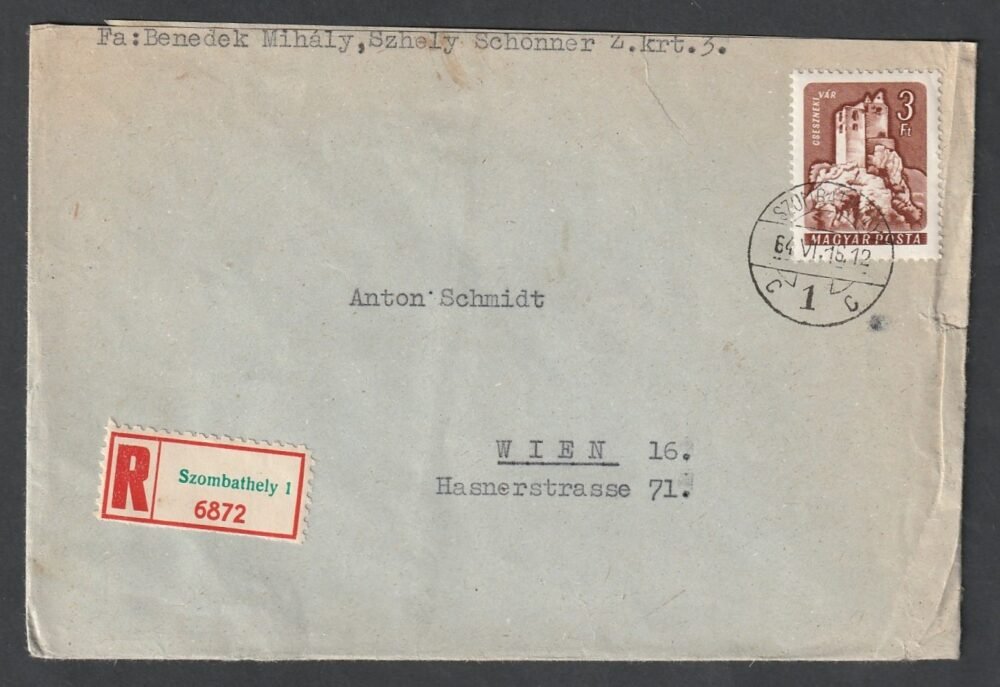 Fa:Benedek Mihály,Szhely Schönner Z.krt.3.
CSESZNEKI VÁR
3
Ft
MAGYAR POSTA
64 VI.16.12
C 1 C
Anton Schmidt
WIEN 16.
Hasnerstrasse 71.
R
Szombathely 1
6872